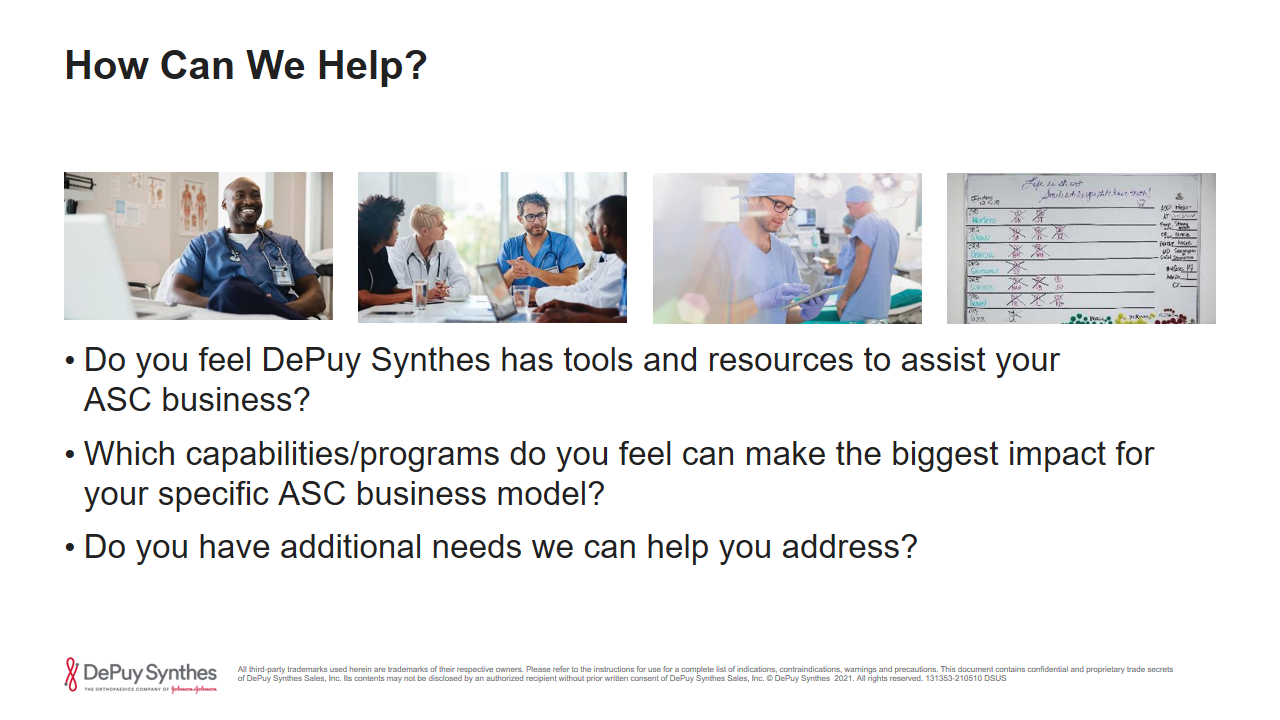 How Can We Help?
Life is short
• Do you feel DePuy Synthes has tools and resources to assist your
ASC business?
• Which capabilities/programs do you feel can make the biggest impact for
your specific ASC business model?
• Do you have additional needs we can help you address?
DePuy Synthes
THE ORTHOPAEDICS COMPANY OF Johnson & Johnson
All third-party trademarks used herein are trademarks of their respective owners. Please refer to the instructions for use for a complete list of indications, contraindications, warnings and precautions. This document contains confidential and proprietary trade secrets
of DePuy Synthes Sales, Inc. Its contents may not be disclosed by an authorized recipient without prior written consent of DePuy Synthes Sales, Inc. © DePuy Synthes 2021. All rights reserved. 131353-210510 DSUS